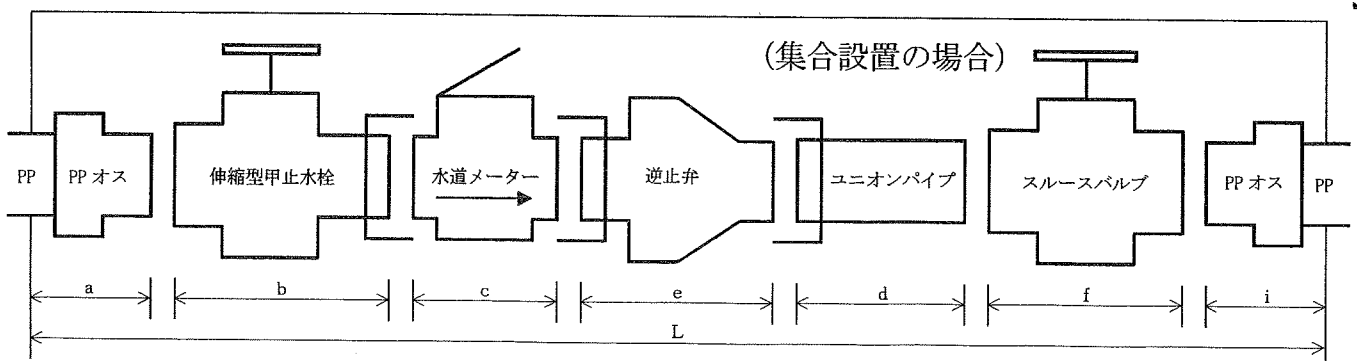 (集合設置の場合)
PP
PP オス
伸縮型甲止水栓
水道メーター
逆止弁
ユニオンパイプ
スルースバルブ
PP オス
PP
a
b
c
e
d
f
i
L